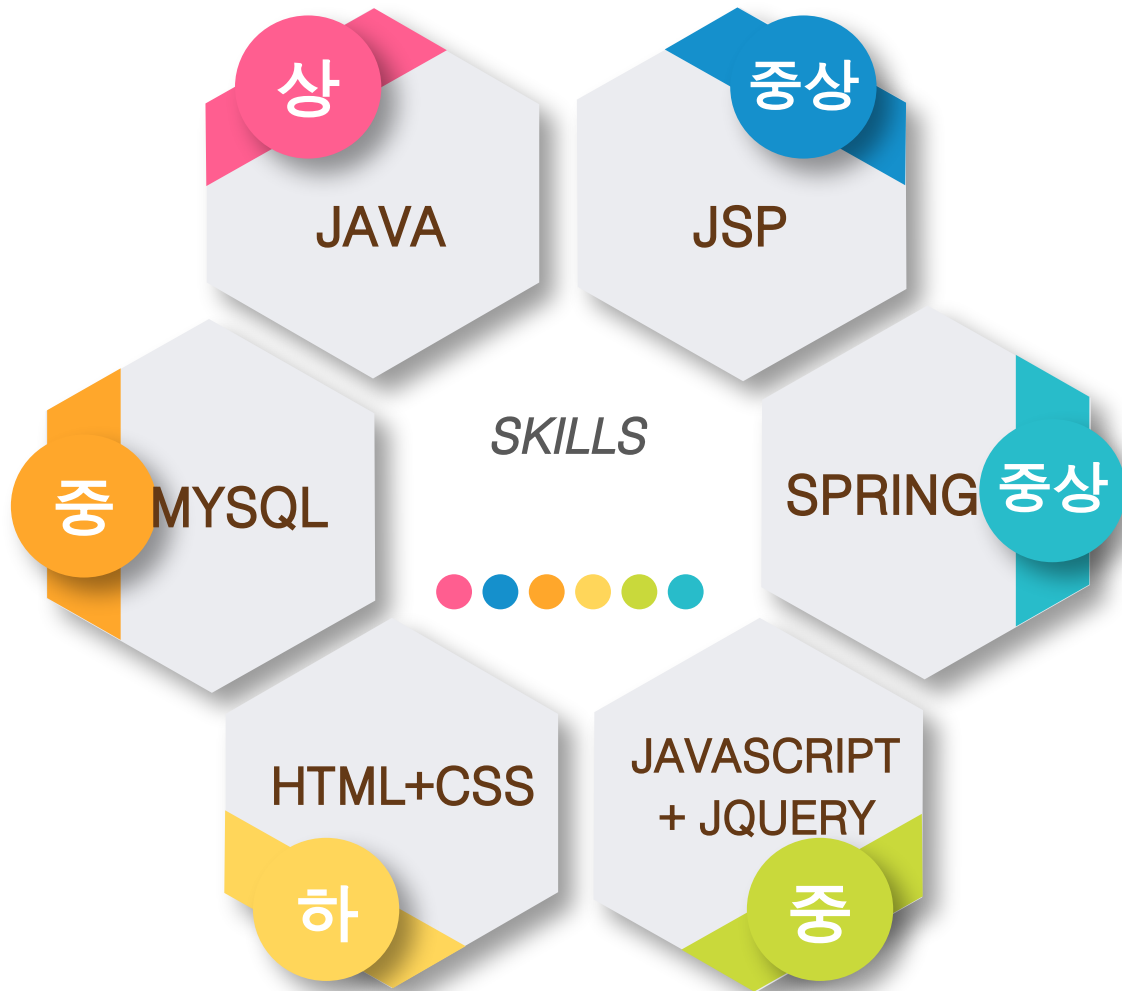 상
JAVA
중상
JSP
중
MYSQL
SKILLS
SPRING
중상
HTML+CSS
하
JAVASCRIPT
+ JQUERY
중